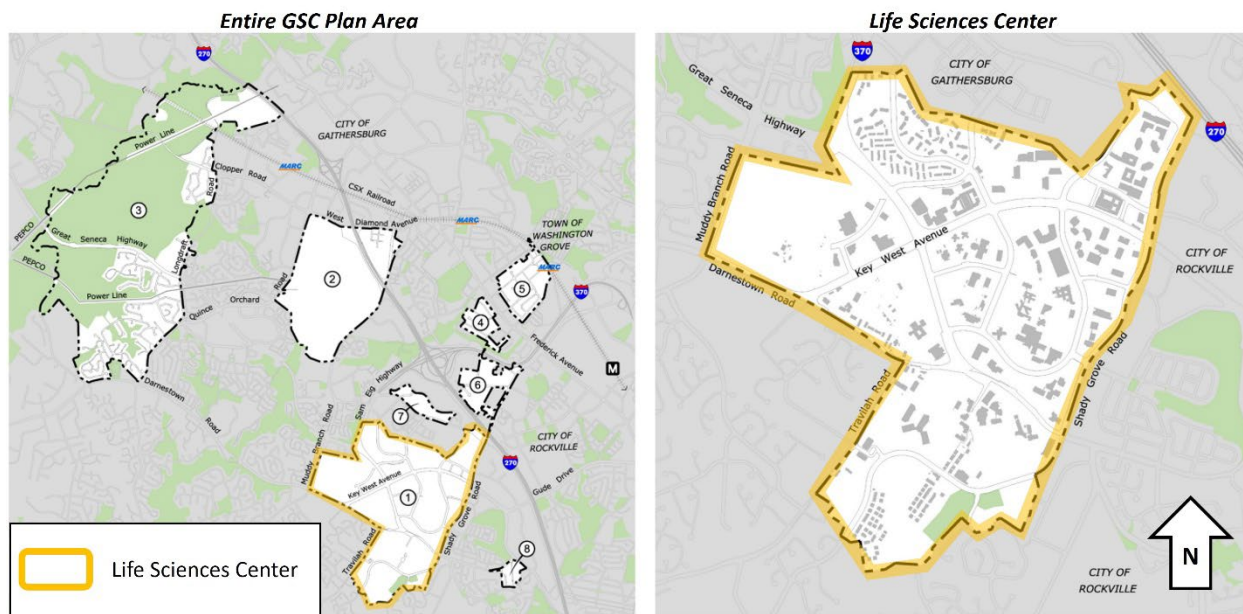 Entire GSC Plan Area
270
CITY OF
GAITHERSBURG
Power Line
MARC
Clopper Road
CSX Railroad
Road
3
MARC
West Diamond Avenue
TOWN OF
WASHINGTON
GROVE
PEPCO
Great Seneca Highway
Longdraft
MARC
PEPCO
2
Road
5
370
Power Line
Orchard
Quince
4
Frederick Avenue
M
Sam Eig Highway
6
Darnestown Road
7
Muddy Branch Road
CITY OF
ROCKVILLE
270
Gude Drive
Key West Avenue
1
Shady Grove Road
Travilah Road
8
Life Sciences Center
Life Sciences Center
370
CITY OF
GAITHERSBURG
Great Seneca Highway
270
Muddy Branch Road
CITY OF
ROCKVILLE
Key West Avenue
Darnestown Road
Shady Grove Road
Travilah Road
N
CITY OF
ROCKVILLE